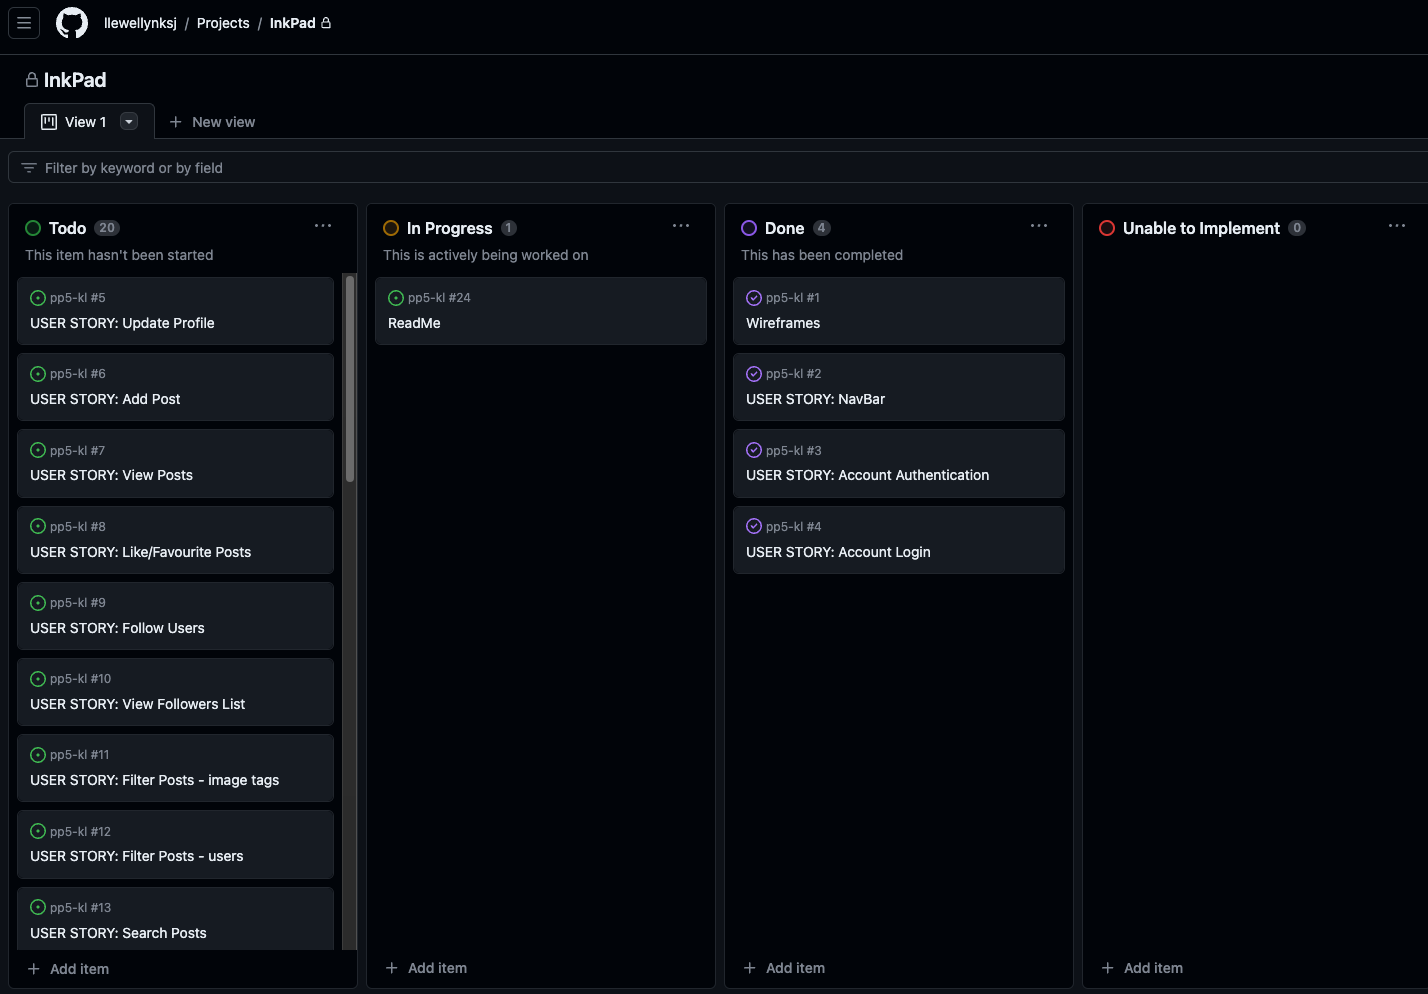 llewellynksj / Projects / InkPad
InkPad
View 1
New view
Filter by keyword or by field
Todo 20
This item hasn't been started
pp5-kl #5
USER STORY: Update Profile
pp5-kl #6
USER STORY: Add Post
pp5-kl #7
USER STORY: View Posts
pp5-kl #8
USER STORY: Like/Favourite Posts
pp5-kl #9
USER STORY: Follow Users
pp5-kl #10
USER STORY: View Followers List
pp5-kl #11
USER STORY: Filter Posts - image tags
pp5-kl #12
USER STORY: Filter Posts - users
pp5-kl #13
USER STORY: Search Posts
Add item
In Progress 1
This is actively being worked on
pp5-kl #24
ReadMe
Add item
Done 4
This has been completed
pp5-kl #1
Wireframes
pp5-kl #2
USER STORY: NavBar
pp5-kl #3
USER STORY: Account Authentication
pp5-kl #4
USER STORY: Account Login
Add item
Unable to Implement 0
Add item